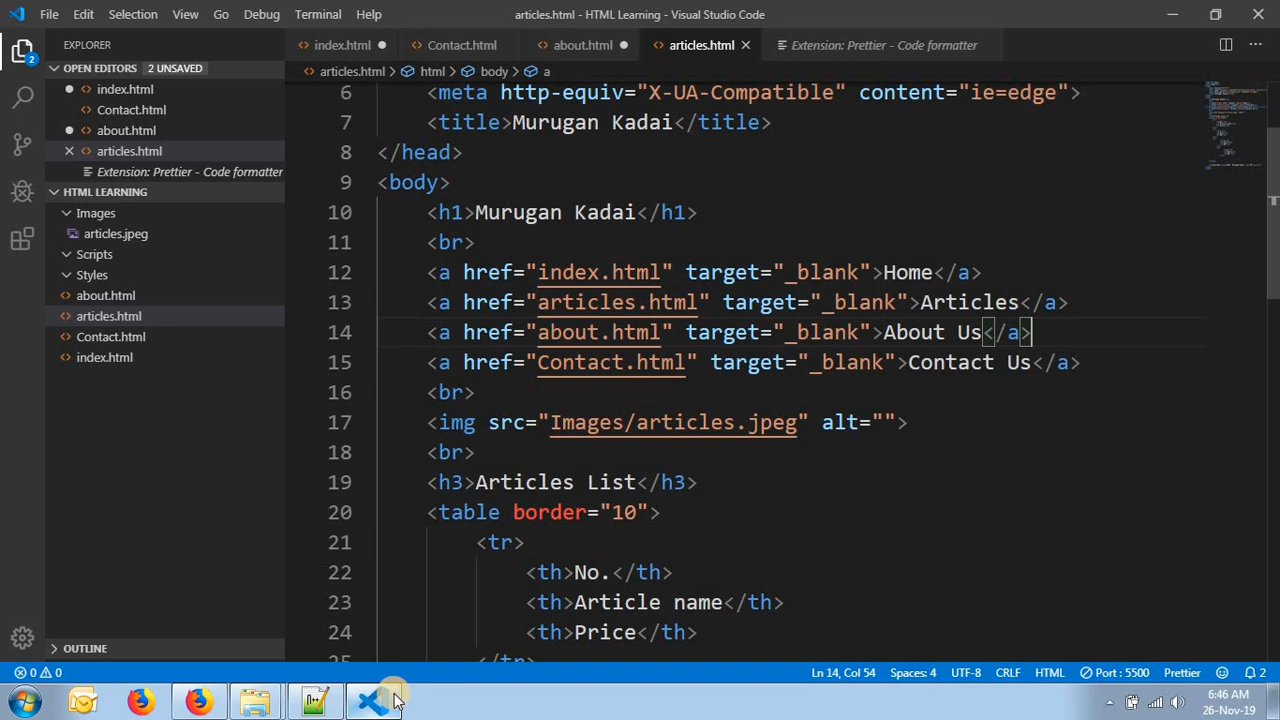 File Edit Selection View Go Debug Terminal Help
articles.html - HTML Learning - Visual Studio Code
EXPLORER
index.html
Contact.html
about.html
articles.html
Extension: Prettier - Code formatter
OPEN EDITORS 2 UNSAVED
index.html
Contact.html
about.html
articles.html
Extension: Prettier - Code formatter
HTML LEARNING
Images
articles.jpeg
Scripts
Styles
about.html
articles.html
Contact.html
index.html
OUTLINE
articles.html > html > body > a
6 <meta http-equiv="X-UA-Compatible" content="ie=edge">
7 <title>Murugan Kadai</title>
8 </head>
9 <body>
10 <h1>Murugan Kadai</h1>
11 <br>
12 <a href="index.html" target="_blank">Home</a>
13 <a href="articles.html" target="_blank">Articles</a>
14 <a href="about.html" target="_blank">About Us</a>
15 <a href="Contact.html" target="_blank">Contact Us</a>
16 <br>
17 <img src="Images/articles.jpeg" alt="">
18 <br>
19 <h3>Articles List</h3>
20 <table border="10">
21 <tr>
22 <th>No.</th>
23 <th>Article name</th>
24 <th>Price</th>
25 </tr>
2
0 0 Ln 14, Col 54 Spaces: 4 UTF-8 CRLF HTML Port : 5500 Prettier 2
6:46 AM
26-Nov-19